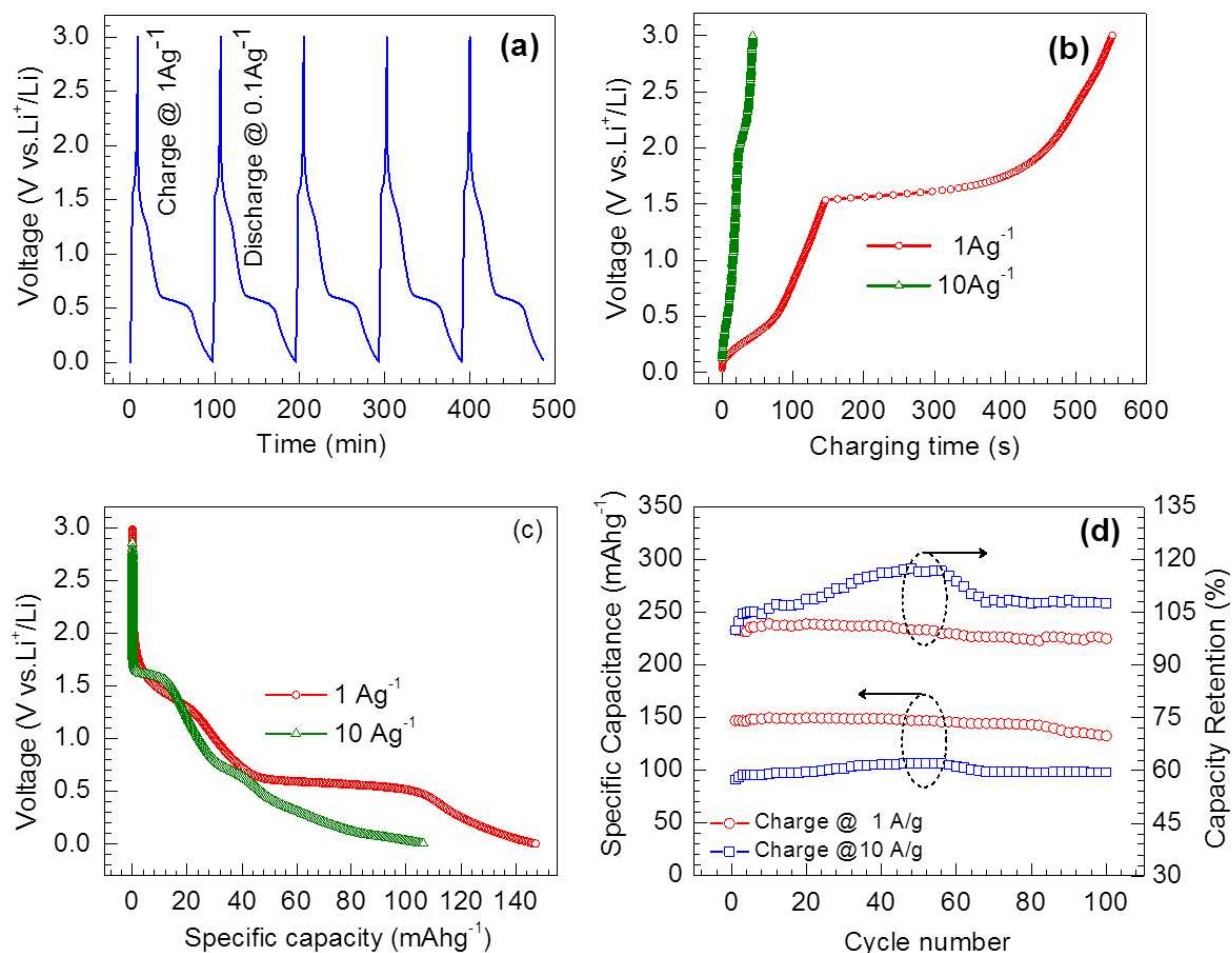 (a)
Charge @ 1Ag⁻¹
Discharge @ 0.1Ag⁻¹
Voltage (V vs.Li⁺/Li)
3.0
2.5
2.0
1.5
1.0
0.5
0.0
0 100 200 300 400 500
Time (min)
(b)
Voltage (V vs.Li⁺/Li)
3.0
2.5
2.0
1.5
1.0
0.5
0.0
1Ag⁻¹
10Ag⁻¹
0 100 200 300 400 500 600
Charging time (s)
(c)
Voltage (V vs.Li⁺/Li)
3.0
2.5
2.0
1.5
1.0
0.5
0.0
1 Ag⁻¹
10 Ag⁻¹
0 20 40 60 80 100 120 140
Specific capacity (mAhg⁻¹)
(d)
Specific Capacitance (mAhg⁻¹)
350
300
250
200
150
100
50
0
Charge @ 1 A/g
Charge @10 A/g
135
120
105
90
75
60
45
30
Capacity Retention (%)
0 20 40 60 80 100
Cycle number